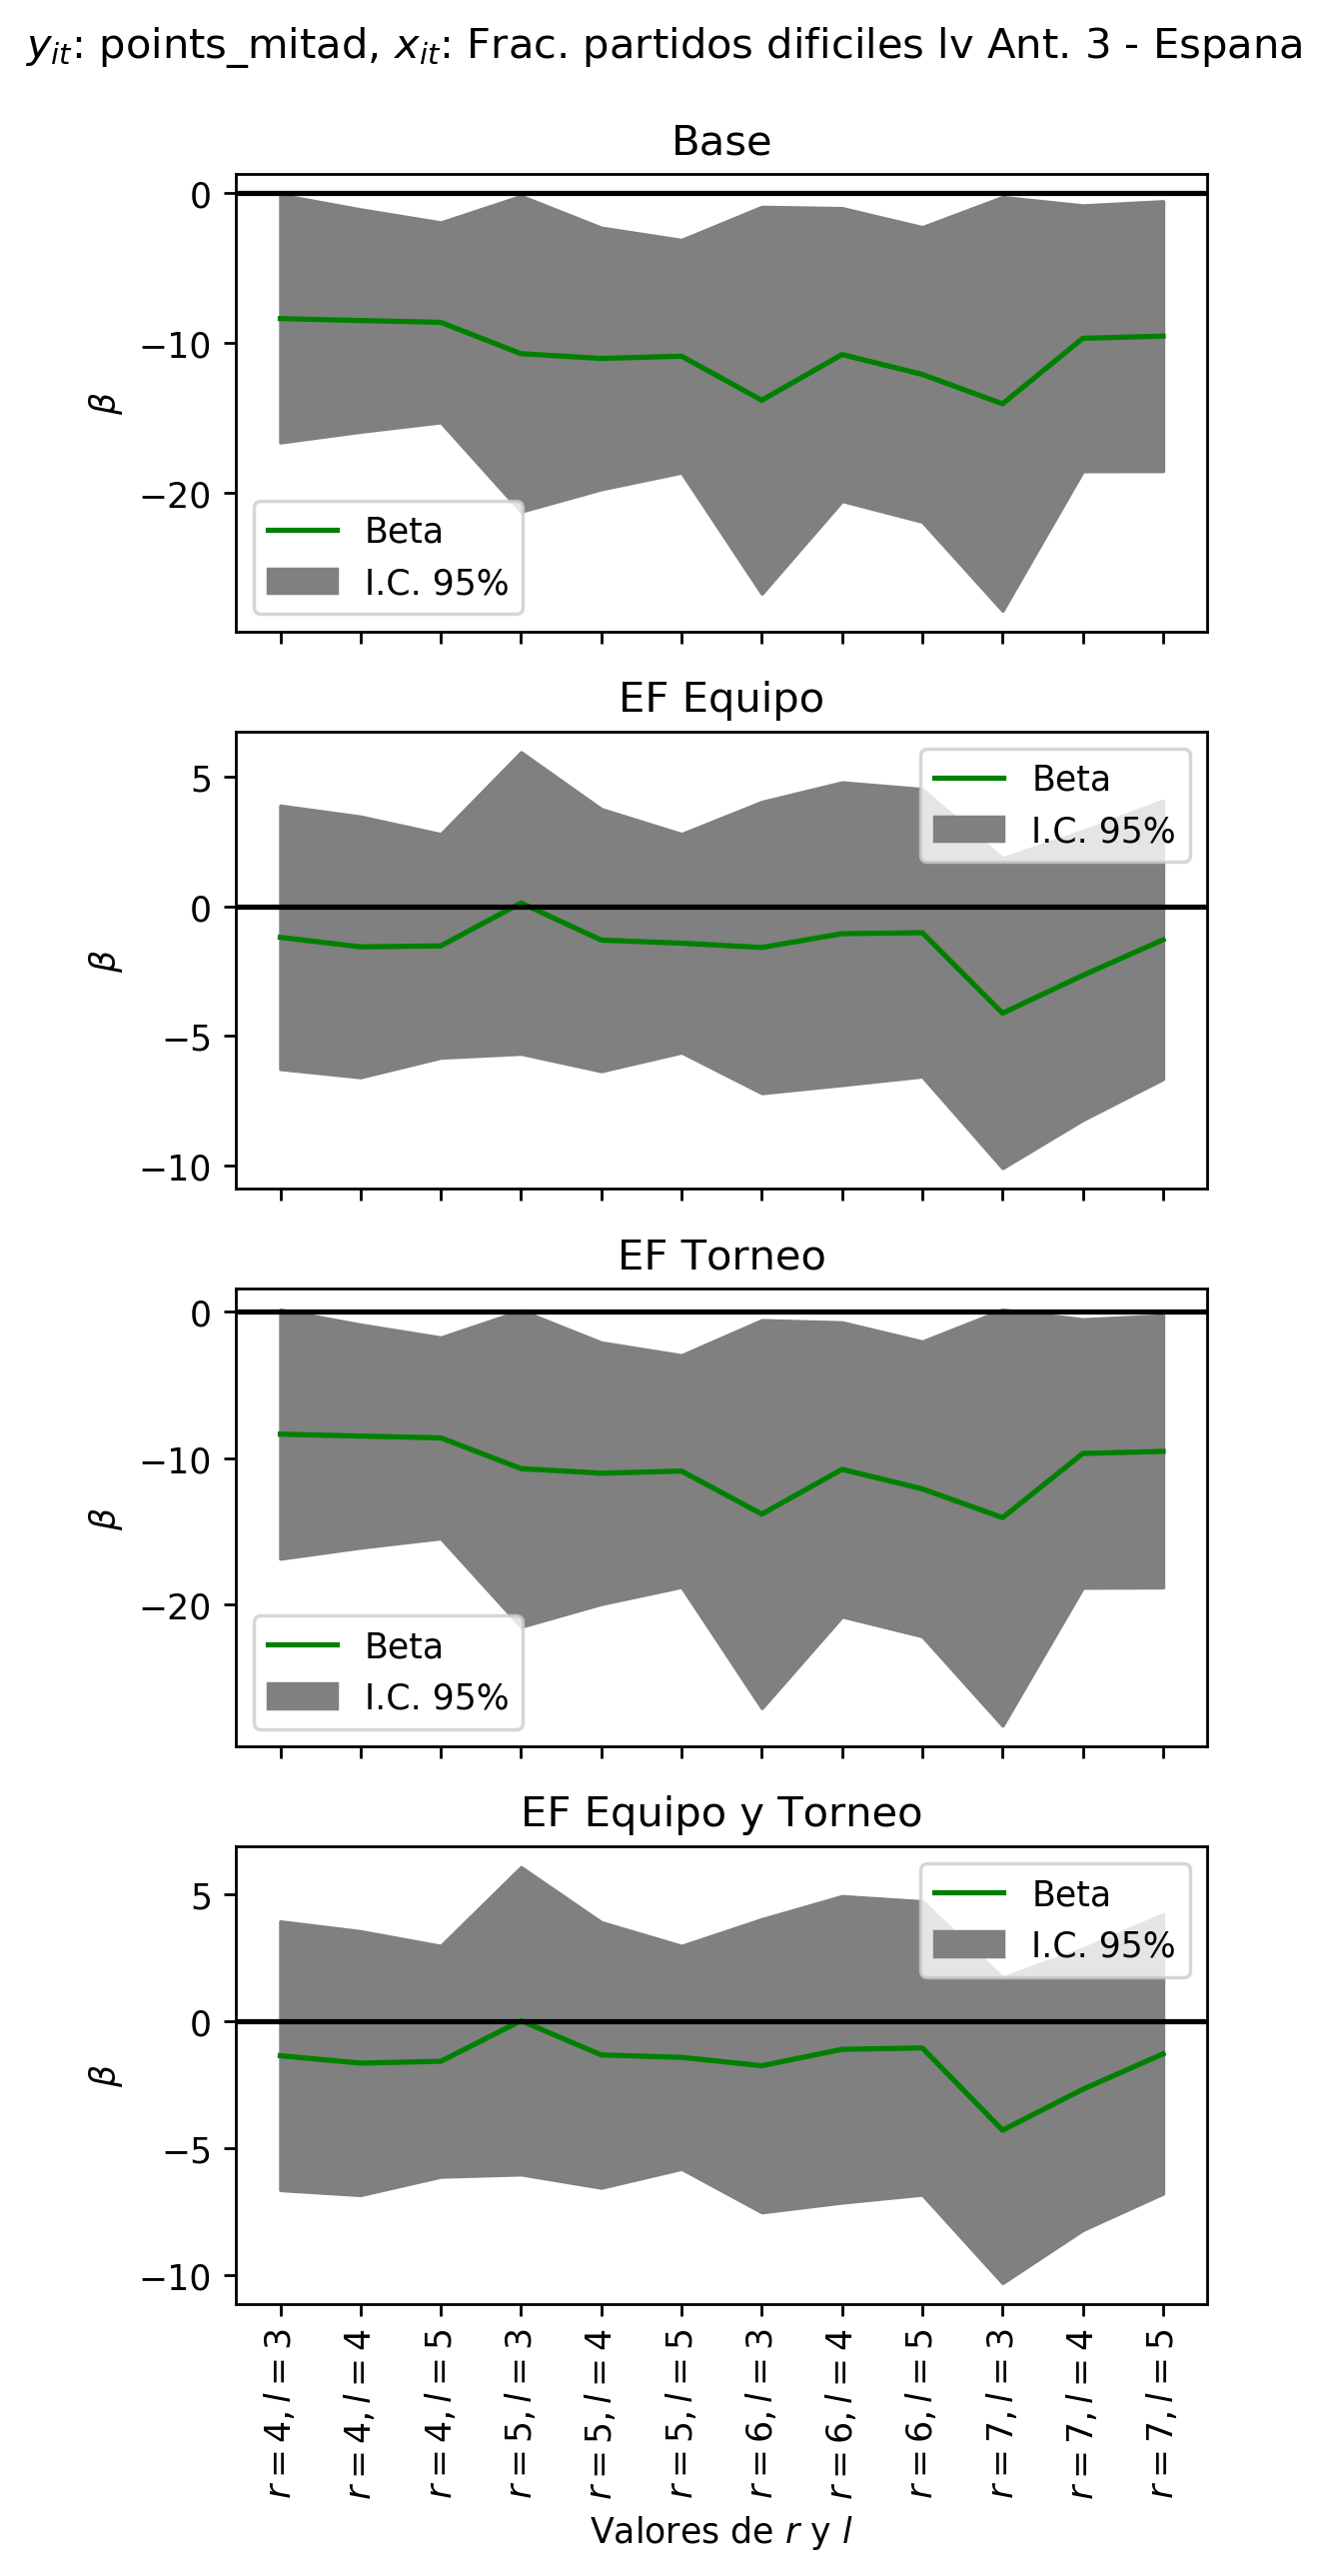 y_it: points_mitad, x_it: Frac. partidos dificiles lv Ant. 3 - Espana
Base
0
−10
−20
β
Beta
I.C. 95%
EF Equipo
5
0
−5
−10
β
Beta
I.C. 95%
EF Torneo
0
−10
−20
β
Beta
I.C. 95%
EF Equipo y Torneo
5
0
−5
−10
β
Beta
I.C. 95%
r = 4, l = 3
r = 4, l = 4
r = 4, l = 5
r = 5, l = 3
r = 5, l = 4
r = 5, l = 5
r = 6, l = 3
r = 6, l = 4
r = 6, l = 5
r = 7, l = 3
r = 7, l = 4
r = 7, l = 5
Valores de r y l